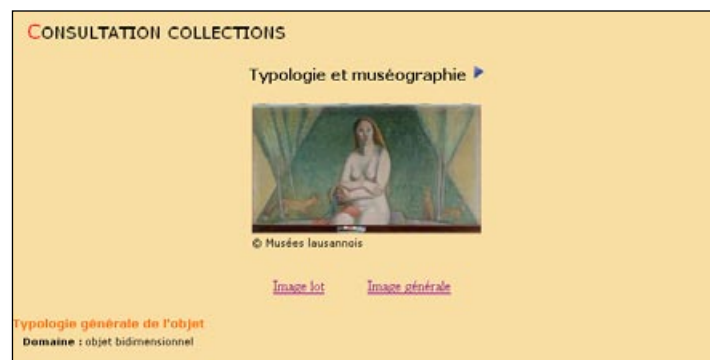 CONSULTATION COLLECTIONS
Typologie et muséographie
© Musées lausannois
Image lot Image générale
Typologie générale de l'objet
Domaine : objet bidimensionnel